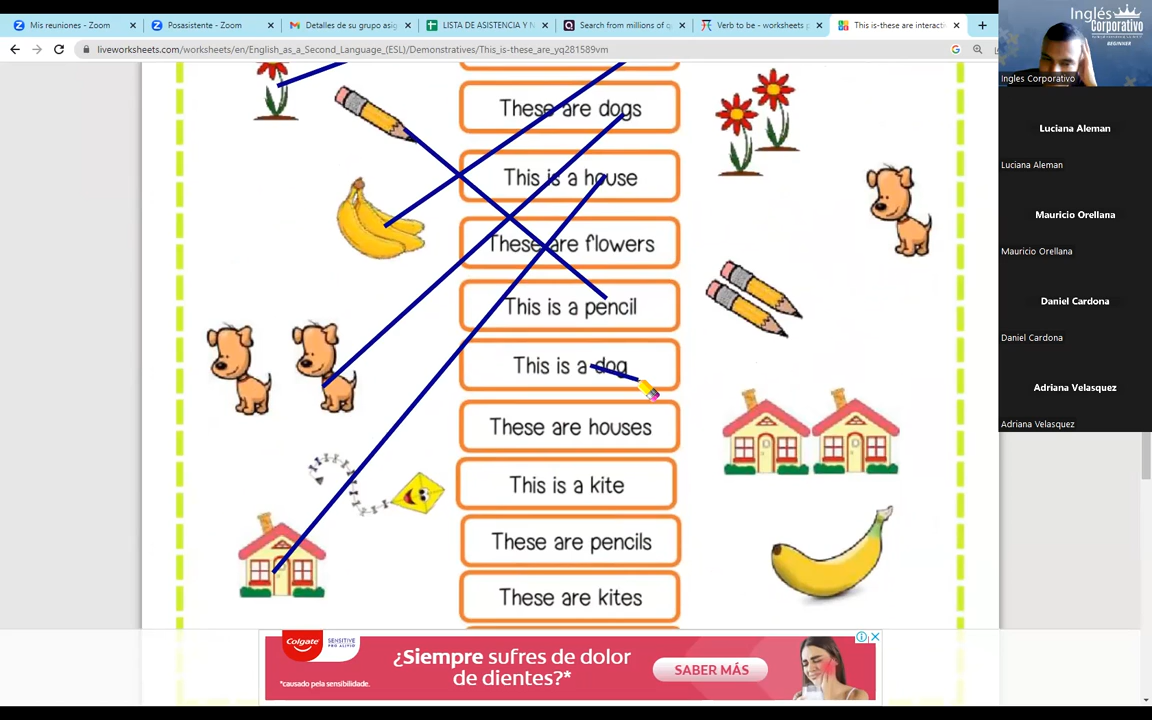 Mis reuniones - Zoom
Posasistente - Zoom
Detalles de su grupo asig
LISTA DE ASISTENCIA Y N
Search from millions of q
Verb to be - worksheets p
This is-these are interacti
liveworksheets.com/worksheets/en/English_as_a_Second_Language_(ESL)/Demonstratives/This_is-these_are_yq281589vm
These are dogs
This is a house
These are flowers
This is a pencil
This is a dog
These are houses
This is a kite
These are pencils
These are kites
Colgate
SENSITIVE
PRO ALIVIO
*causado pela sensibilidade.
¿Siempre sufres de dolor
de dientes?*
SABER MÁS
Inglés
Corporativo
BEGINNER
Ingles Corporativo
Luciana Aleman
Luciana Aleman
Mauricio Orellana
Mauricio Orellana
Daniel Cardona
Daniel Cardona
Adriana Velasquez
Adriana Velasquez